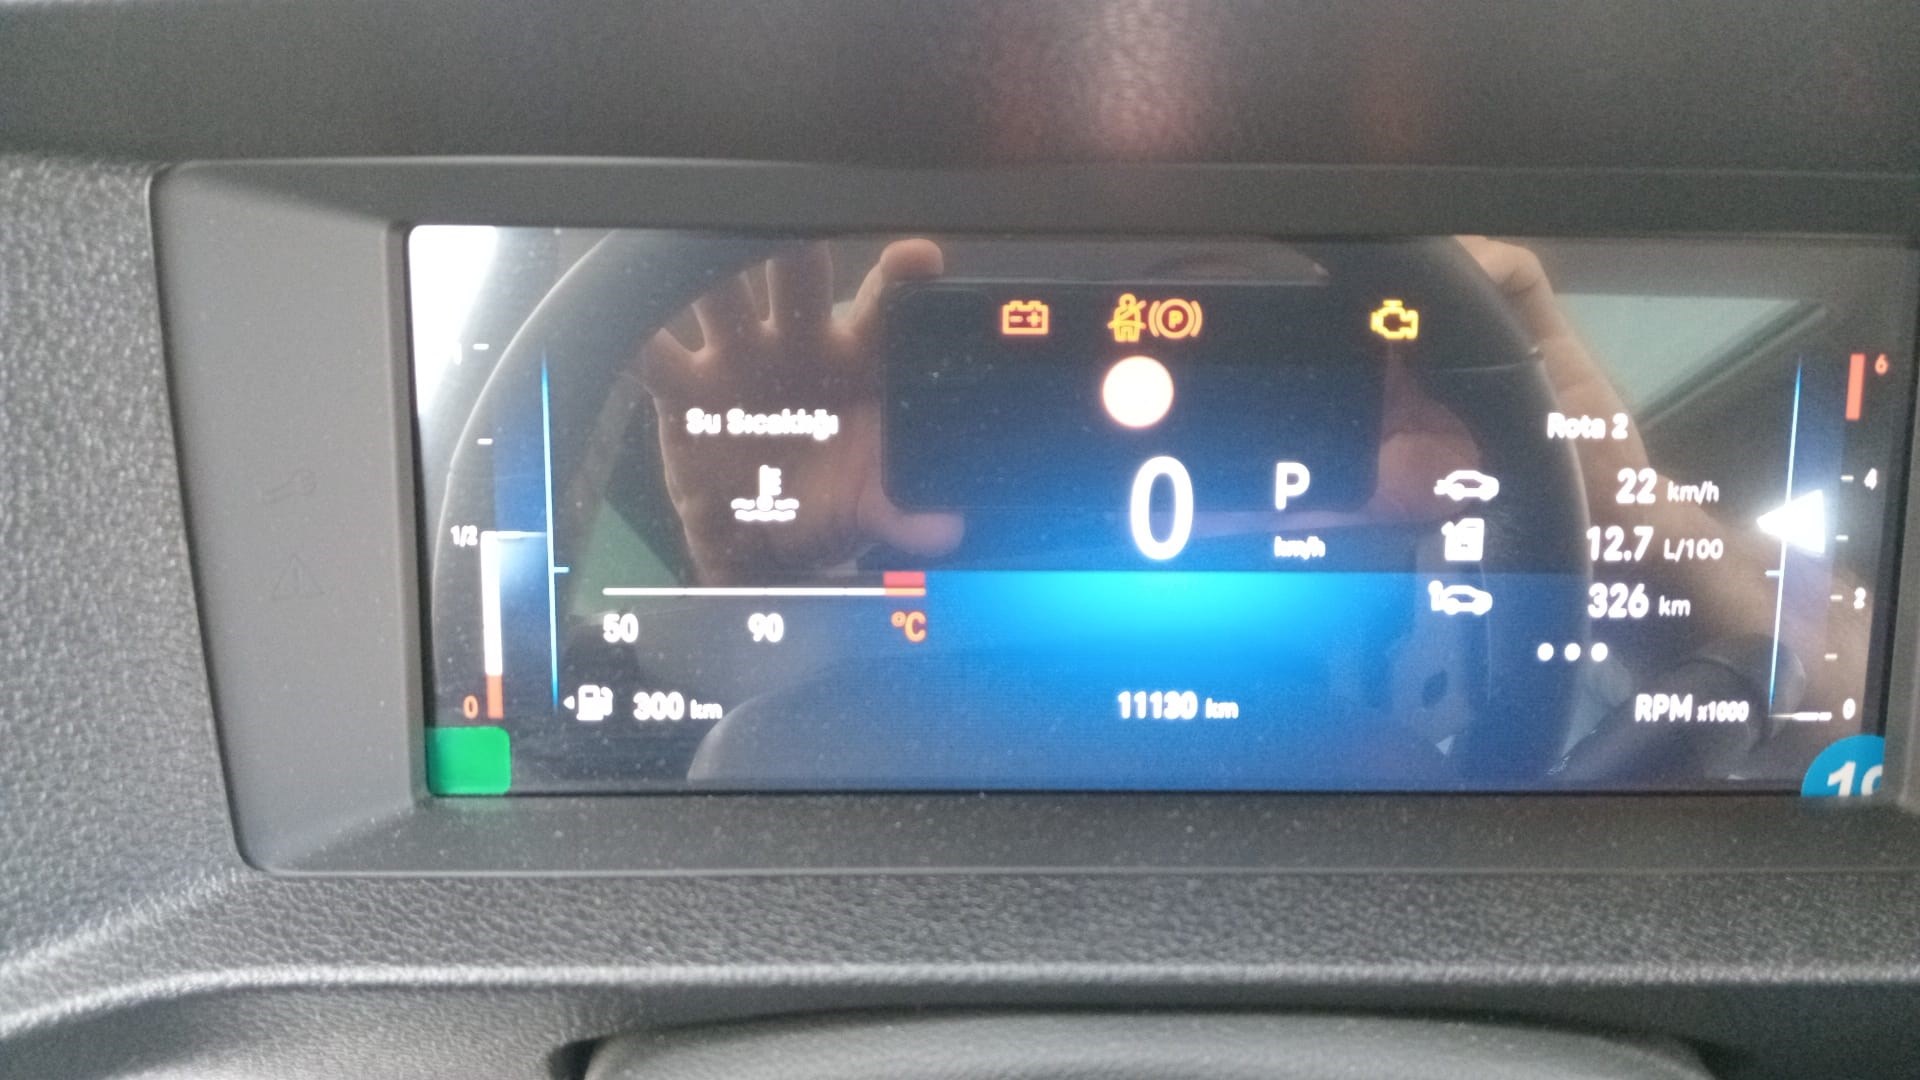 P
6
Su Sıcaklığı
Rota 2
0 P
22 km/h
4
1/2
km/h
12.7 L/100
326 km
2
50 90 °C
0
300 km
11130 km
RPM x1000
0